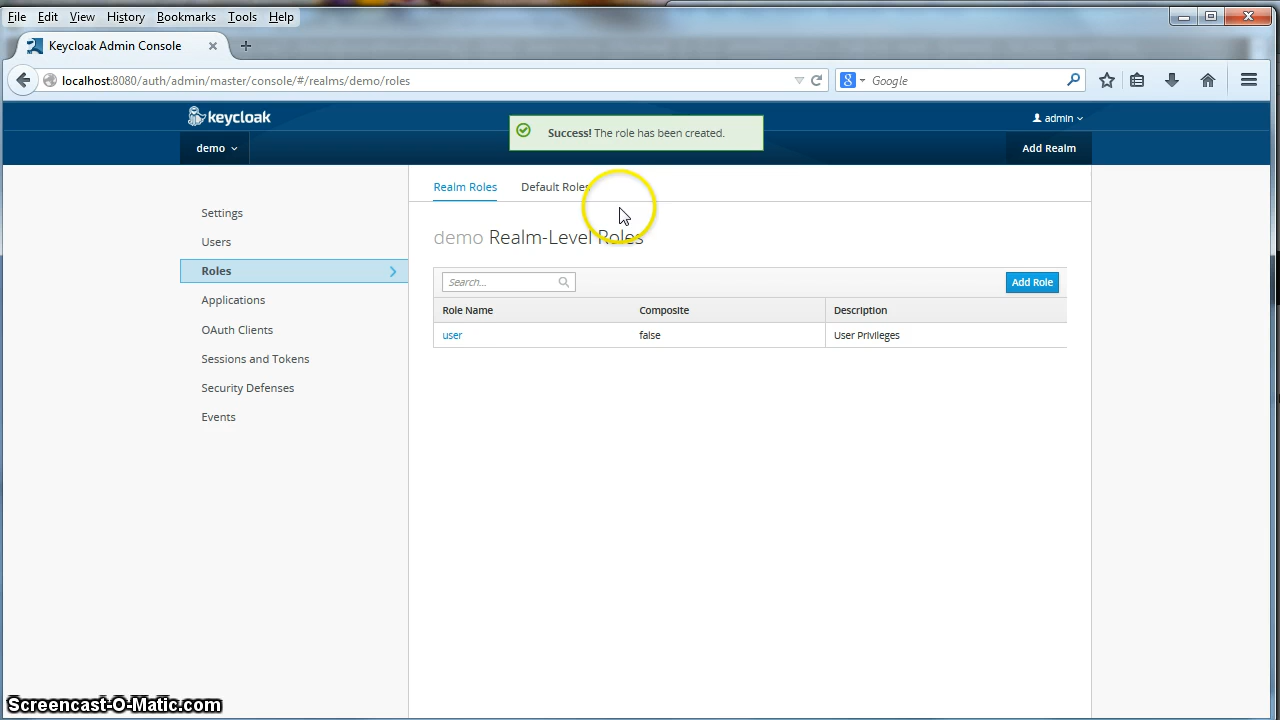 File Edit View History Bookmarks Tools Help
Keycloak Admin Console
localhost:8080/auth/admin/master/console/#/realms/demo/roles
Google
keycloak
admin
demo
Success! The role has been created.
Add Realm
Realm Roles Default Roles
Settings
Users
Roles
Applications
OAuth Clients
Sessions and Tokens
Security Defenses
Events
demo Realm-Level Roles
Search...
Add Role
Role Name Composite Description
user false User Privileges
Screencast-O-Matic.com